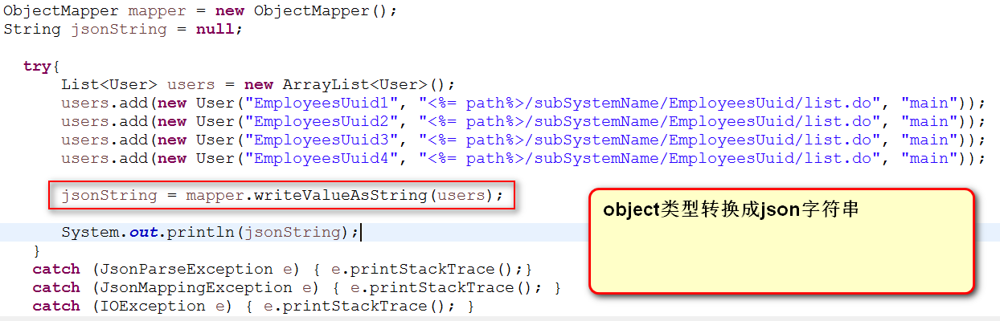 ObjectMapper mapper = new ObjectMapper();
String jsonString = null;
try{
List<User> users = new ArrayList<User>();
users.add(new User("EmployeesUuid1", "<%= path%>/subSystemName/EmployeesUuid/list.do", "main"));
users.add(new User("EmployeesUuid2", "<%= path%>/subSystemName/EmployeesUuid/list.do", "main"));
users.add(new User("EmployeesUuid3", "<%= path%>/subSystemName/EmployeesUuid/list.do", "main"));
users.add(new User("EmployeesUuid4", "<%= path%>/subSystemName/EmployeesUuid/list.do", "main"));
jsonString = mapper.writeValueAsString(users);
object类型转换成json字符串
System.out.println(jsonString);
}
catch (JsonParseException e) { e.printStackTrace();}
catch (JsonMappingException e) { e.printStackTrace(); }
catch (IOException e) { e.printStackTrace(); }